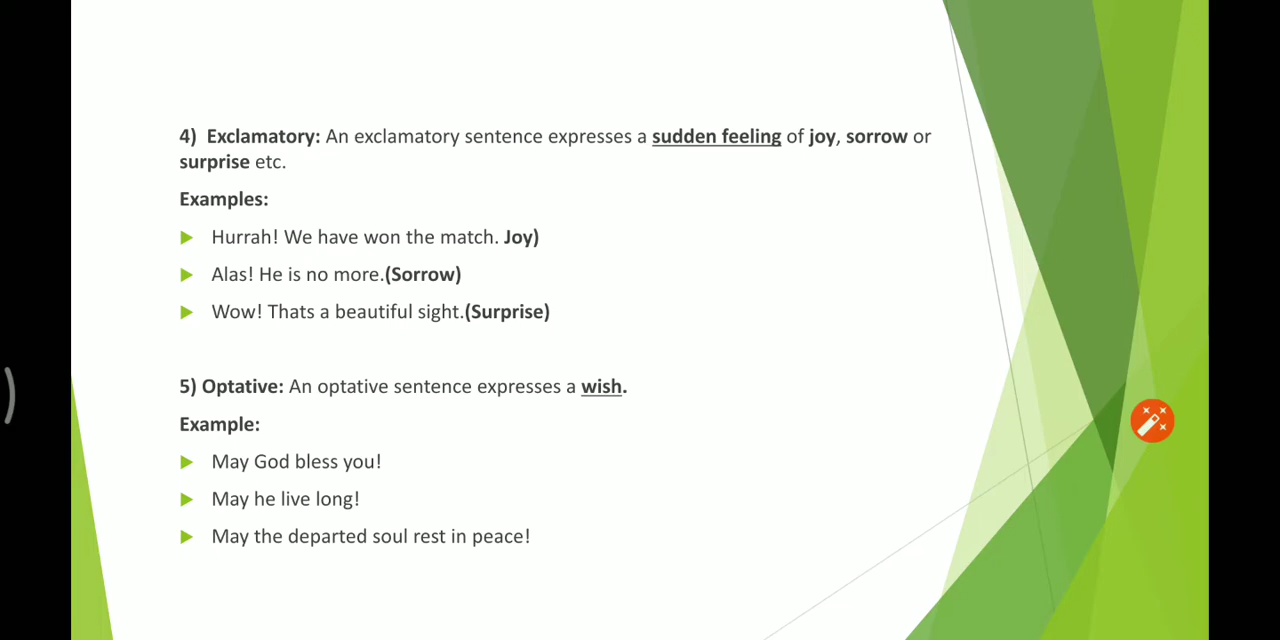 4) Exclamatory: An exclamatory sentence expresses a sudden feeling of joy, sorrow or
surprise etc.
Examples:
Hurrah! We have won the match. Joy)
Alas! He is no more.(Sorrow)
Wow! Thats a beautiful sight.(Surprise)
5) Optative: An optative sentence expresses a wish.
Example:
May God bless you!
May he live long!
May the departed soul rest in peace!